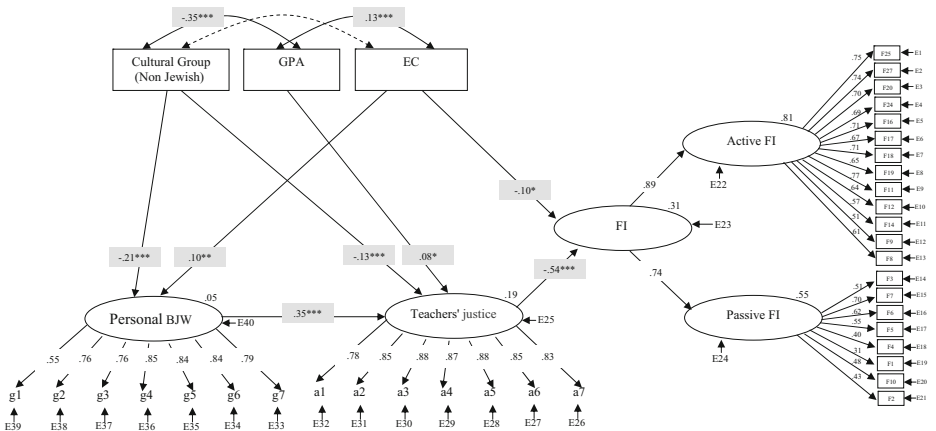 -.35***
.13***
Cultural Group
(Non Jewish)
GPA
EC
-.21***
.10**
-.13***
.08*
-.10*
-.54***
.35***
Personal BJW
.05
E40
Teachers' justice
.19
E25
FI
.31
E23
.89
.74
Active FI
.81
E22
Passive FI
.55
E24
.55
.76
.76
.85
.84
.84
.79
g1
g2
g3
g4
g5
g6
g7
E39
E38
E37
E36
E35
E34
E33
.78
.85
.88
.87
.88
.85
.83
a1
a2
a3
a4
a5
a6
a7
E32
E31
E30
E29
E28
E27
E26
.75
.74
.70
.69
.71
.67
.71
.65
.77
.64
.57
.51
.61
F25
E1
F27
E2
F20
E3
F24
E4
F16
E5
F17
E6
F18
E7
F19
E8
F11
E9
F12
E10
F14
E11
F9
E12
F8
E13
.51
.70
.62
.55
.40
.31
.48
.43
F3
E14
F7
E15
F6
E16
F5
E17
F4
E18
F1
E19
F10
E20
F2
E21